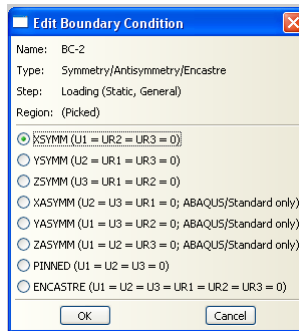 Edit Boundary Condition
Name: BC-2
Type: Symmetry/Antisymmetry/Encastre
Step: Loading (Static, General)
Region: (Picked)
XSYMM (U1 = UR2 = UR3 = 0)
YSYMM (U2 = UR1 = UR3 = 0)
ZSYMM (U3 = UR1 = UR2 = 0)
XASYMM (U2 = U3 = UR1 = 0; ABAQUS/Standard only)
YASYMM (U1 = U3 = UR2 = 0; ABAQUS/Standard only)
ZASYMM (U1 = U2 = UR3 = 0; ABAQUS/Standard only)
PINNED (U1 = U2 = U3 = 0)
ENCASTRE (U1 = U2 = U3 = UR1 = UR2 = UR3 = 0)
OK Cancel